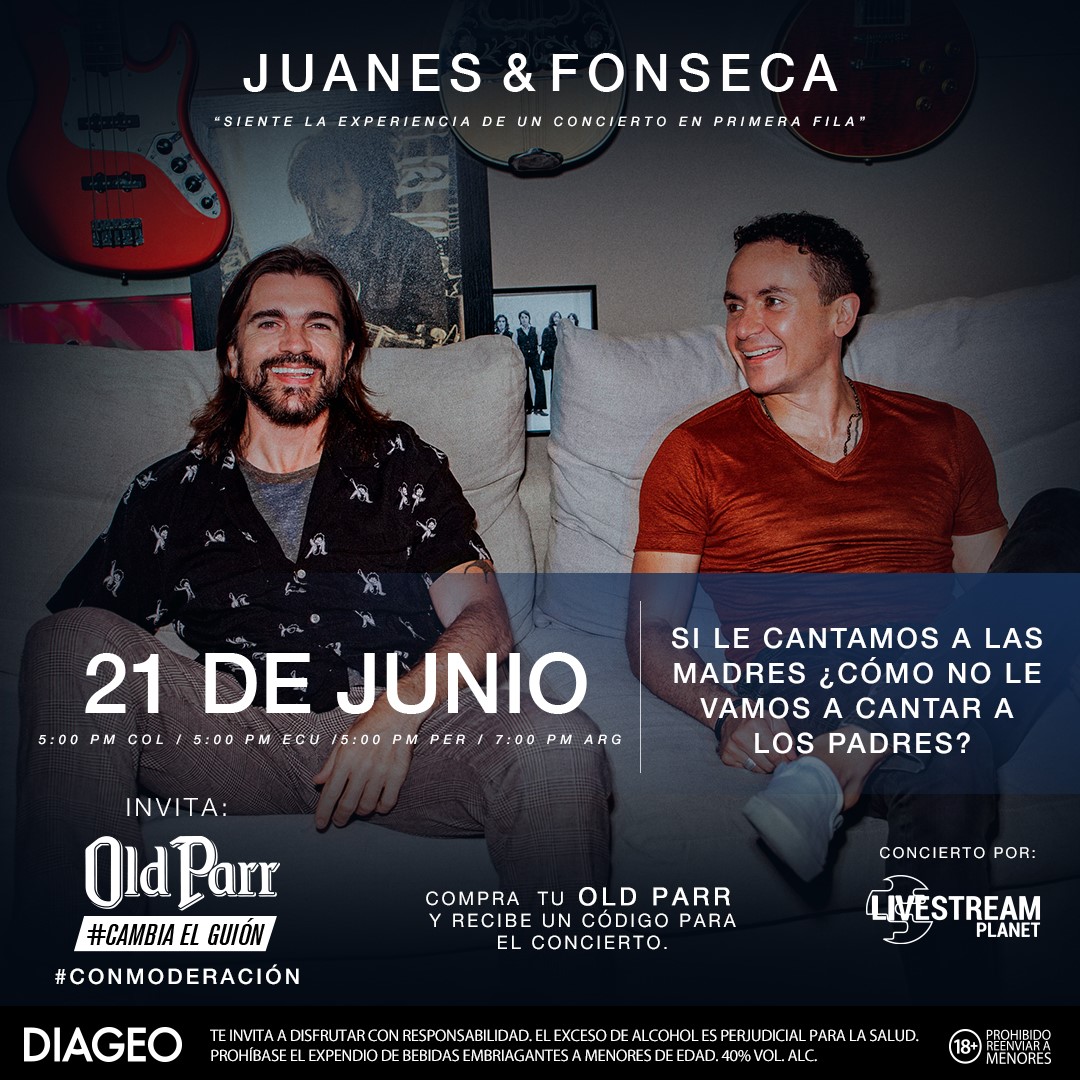 JUANES & FONSECA
“SIENTE LA EXPERIENCIA DE UN CONCIERTO EN PRIMERA FILA”
21 DE JUNIO
5:00 PM COL / 5:00 PM ECU /5:00 PM PER / 7:00 PM ARG
SI LE CANTAMOS A LAS
MADRES ¿CÓMO NO LE
VAMOS A CANTAR A
LOS PADRES?
INVITA:
Old Parr
#CAMBIA EL GUIÓN
#CONMODERACIÓN
COMPRA TU OLD PARR
Y RECIBE UN CÓDIGO PARA
EL CONCIERTO.
CONCIERTO POR:
LIVESTREAM
PLANET
DIAGEO
TE INVITA A DISFRUTAR CON RESPONSABILIDAD. EL EXCESO DE ALCOHOL ES PERJUDICIAL PARA LA SALUD.
PROHÍBASE EL EXPENDIO DE BEBIDAS EMBRIAGANTES A MENORES DE EDAD. 40% VOL. ALC.
18+
PROHIBIDO
REENVIAR A
MENORES